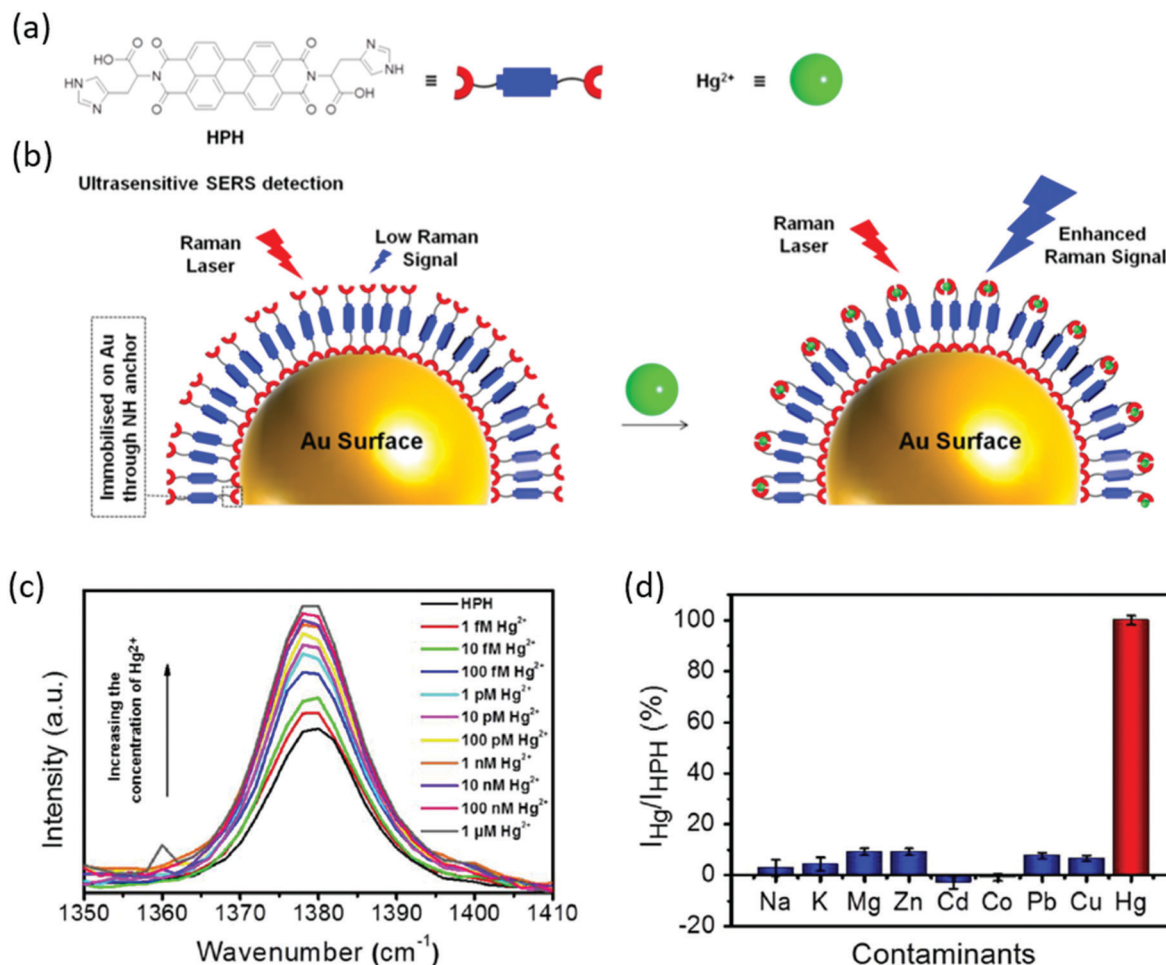 (a)
HO
O
O
O
N
NH
HN
N
N
N
O
O
O
OH
HPH
≡
Hg²⁺ ≡
(b)
Ultrasensitive SERS detection
Raman
Laser
Low Raman
Signal
Immobilised on Au
through NH anchor
Au Surface
Raman
Laser
Enhanced
Raman Signal
Au Surface
(c)
Intensity (a.u.)
Increasing the
concentration of Hg2+
HPH
1 fM Hg²⁺
10 fM Hg²⁺
100 fM Hg²⁺
1 pM Hg²⁺
10 pM Hg²⁺
100 pM Hg²⁺
1 nM Hg²⁺
10 nM Hg²⁺
100 nM Hg²⁺
1 µM Hg²⁺
1350 1360 1370 1380 1390 1400 1410
Wavenumber (cm⁻¹)
(d)
I_Hg/I_HPH (%)
100
80
60
40
20
0
-20
Na K Mg Zn Cd Co Pb Cu Hg
Contaminants